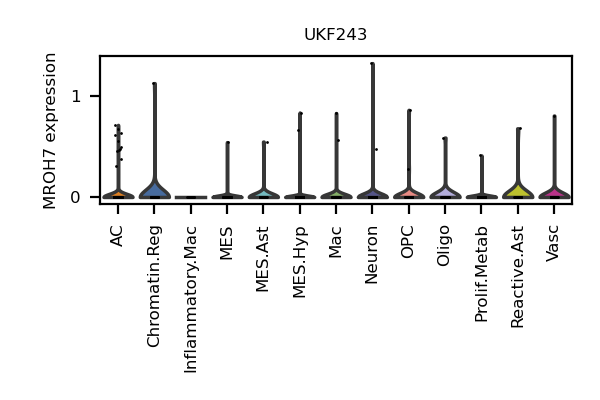 UKF243
MROH7 expression
1
0
AC
Chromatin.Reg
Inflammatory.Mac
MES
MES.Ast
MES.Hyp
Mac
Neuron
OPC
Oligo
Prolif.Metab
Reactive.Ast
Vasc